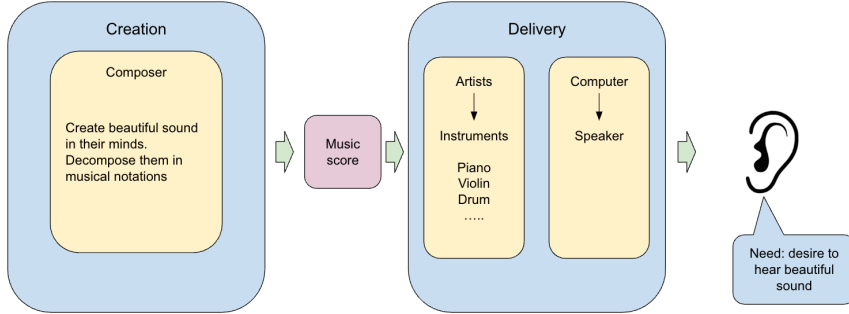 Creation
Composer
Create beautiful sound
in their minds.
Decompose them in
musical notations
Music
score
Delivery
Artists
Instruments
Piano
Violin
Drum
…..
Computer
Speaker
Need: desire to
hear beautiful
sound